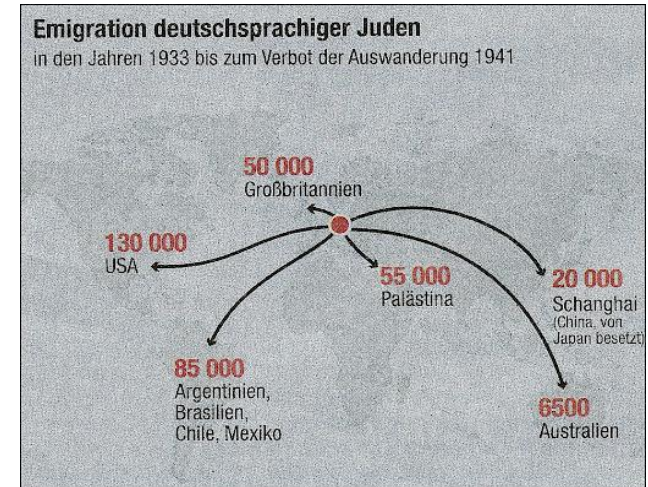 Emigration deutschsprachiger Juden
in den Jahren 1933 bis zum Verbot der Auswanderung 1941
50 000
Großbritannien
130 000
USA
55 000
Palästina
20 000
Schanghai
(China, von
Japan besetzt)
85 000
Argentinien,
Brasilien,
Chile, Mexiko
6500
Australien